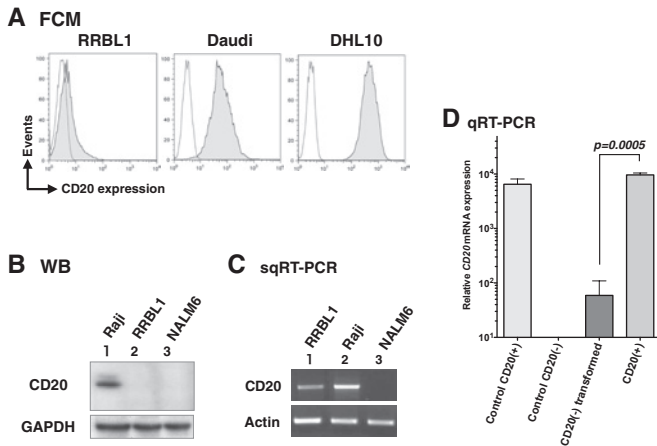 A FCM
RRBL1 Daudi DHL10
Events
CD20 expression
B WB
Raji RRBL1 NALM6
1 2 3
CD20
GAPDH
C sqRT-PCR
RRBL1 Raji NALM6
1 2 3
CD20
Actin
D qRT-PCR
p=0.0005
Relative CD20 mRNA expression
10⁴
10³
10²
10¹
Control CD20(+)
Control CD20(-)
CD20(-) transformed
CD20(+)